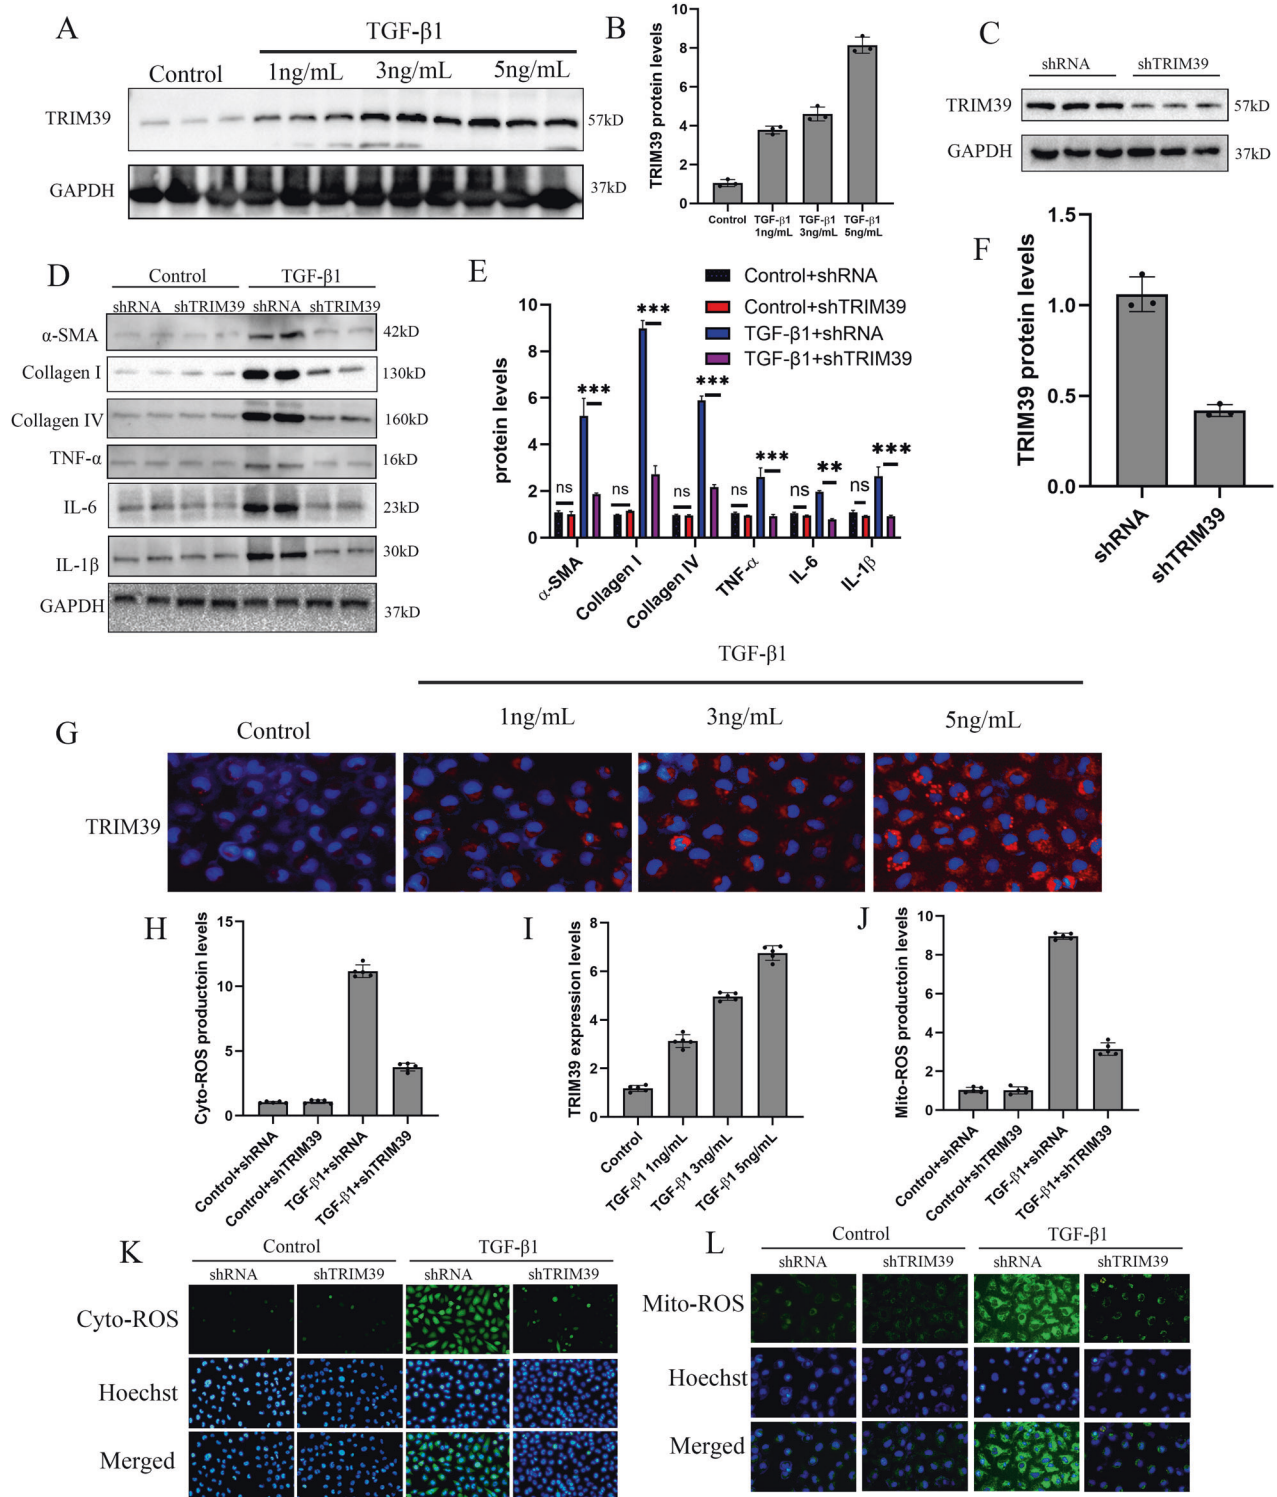 A
TGF-β1
Control
1ng/mL
3ng/mL
5ng/mL
TRIM39
57kD
GAPDH
37kD
B
TRIM39 protein levels
10
8
6
4
2
0
Control
TGF-β1
1ng/mL
TGF-β1
3ng/mL
TGF-β1
5ng/mL
C
shRNA
shTRIM39
TRIM39
57kD
GAPDH
37kD
D
Control
TGF-β1
shRNA
shTRIM39
shRNA
shTRIM39
α-SMA
42kD
Collagen I
130kD
Collagen IV
160kD
TNF-α
16kD
IL-6
23kD
IL-1β
30kD
GAPDH
37kD
E
Control+shRNA
Control+shTRIM39
TGF-β1+shRNA
TGF-β1+shTRIM39
protein levels
10
8
6
4
2
0
ns
***
ns
***
ns
***
ns
***
ns
**
ns
***
α-SMA
Collagen I
Collagen IV
TNF-α
IL-6
IL-1β
F
TRIM39 protein levels
1.5
1.0
0.5
0.0
shRNA
shTRIM39
TGF-β1
G
Control
1ng/mL
3ng/mL
5ng/mL
TRIM39
H
Cyto-ROS productoin levels
15
10
5
0
Control+shRNA
Control+shTRIM39
TGF-β1+shRNA
TGF-β1+shTRIM39
I
TRIM39 expression levels
8
6
4
2
0
Control
TGF-β1 1ng/mL
TGF-β1 3ng/mL
TGF-β1 5ng/mL
J
Mito-ROS productoin levels
10
8
6
4
2
0
Control+shRNA
Control+shTRIM39
TGF-β1+shRNA
TGF-β1+shTRIM39
K
Control
TGF-β1
shRNA
shTRIM39
shRNA
shTRIM39
Cyto-ROS
Hoechst
Merged
L
Control
TGF-β1
shRNA
shTRIM39
shRNA
shTRIM39
Mito-ROS
Hoechst
Merged